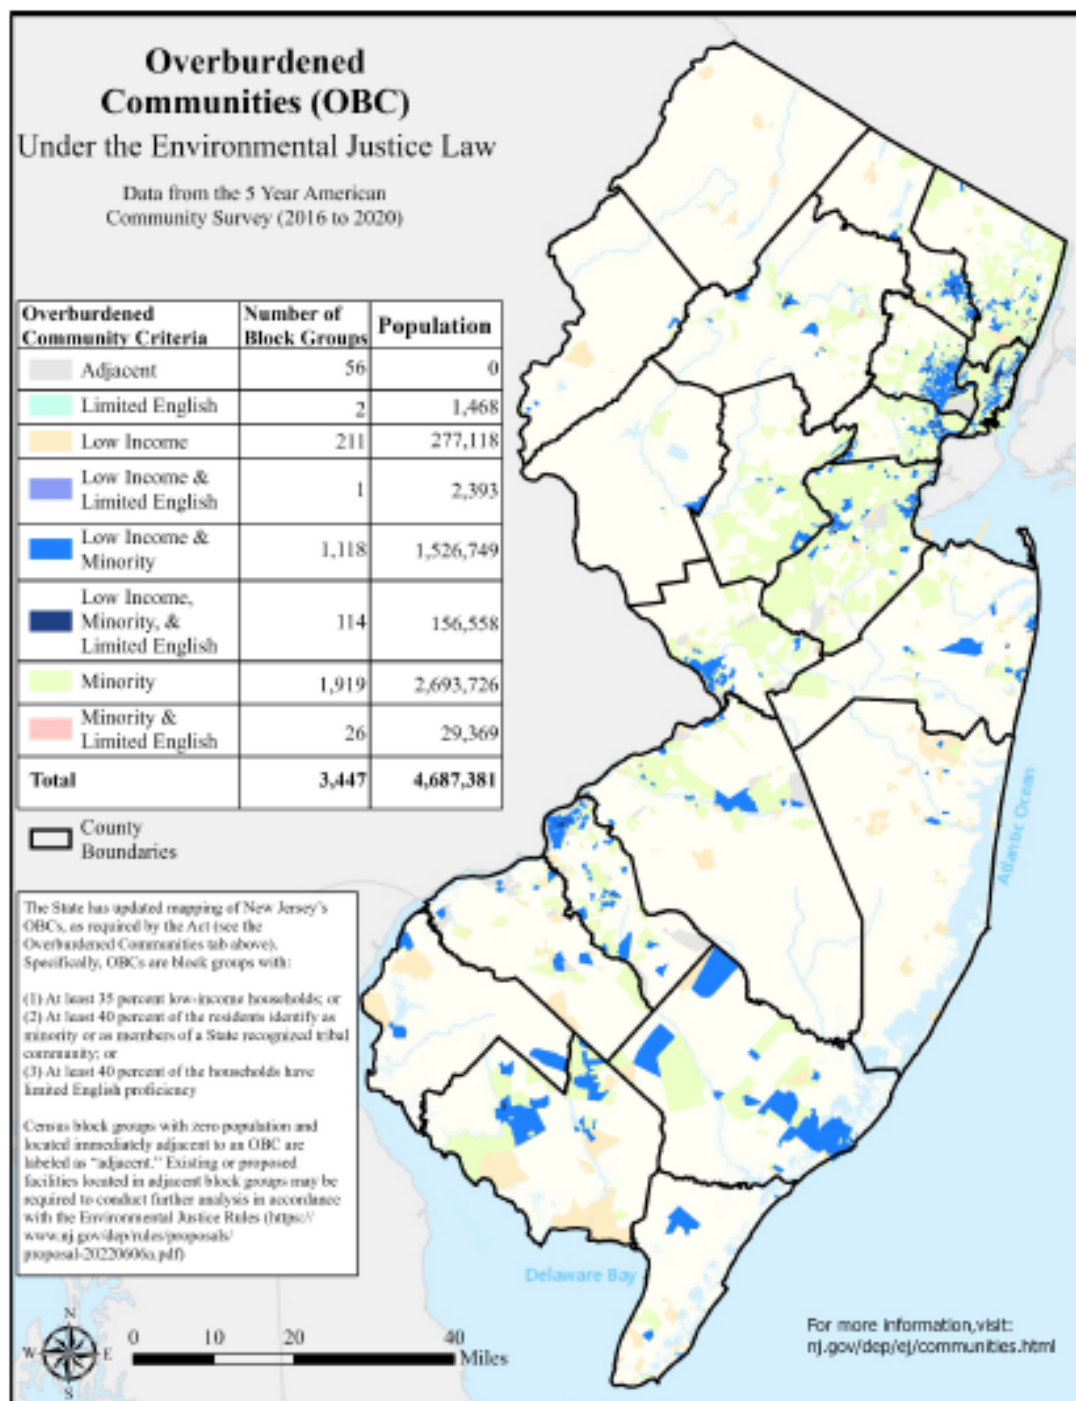 Overburdened
Communities (OBC)
Under the Environmental Justice Law
Data from the 5 Year American
Community Survey (2016 to 2020)
Overburdened Community Criteria Number of Block Groups Population
Adjacent 56 0
Limited English 2 1,468
Low Income 211 277,118
Low Income & Limited English 1 2,393
Low Income & Minority 1,118 1,526,749
Low Income, Minority, & Limited English 114 156,558
Minority 1,919 2,693,726
Minority & Limited English 26 29,369
Total 3,447 4,687,381
County
Boundaries
The State has updated mapping of New Jersey's
OBCs, as required by the Act (see the
Overburdened Communities tab above).
Specifically, OBCs are block groups with:
(1) At least 35 percent low-income households; or
(2) At least 40 percent of the residents identify as
minority or as members of a State recognized tribal
community; or
(3) At least 40 percent of the households have
limited English proficiency
Census block groups with zero population and
located immediately adjacent to an OBC are
labeled as "adjacent." Existing or proposed
facilities located in adjacent block groups may be
required to conduct further analysis in accordance
with the Environmental Justice Rules (https://
www.nj.gov/dep/rules/proposals/
proposal-20220606a.pdf)
Atlantic Ocean
Delaware Bay
N
W E
S
0 10 20 40
Miles
For more information,visit:
nj.gov/dep/ej/communities.html